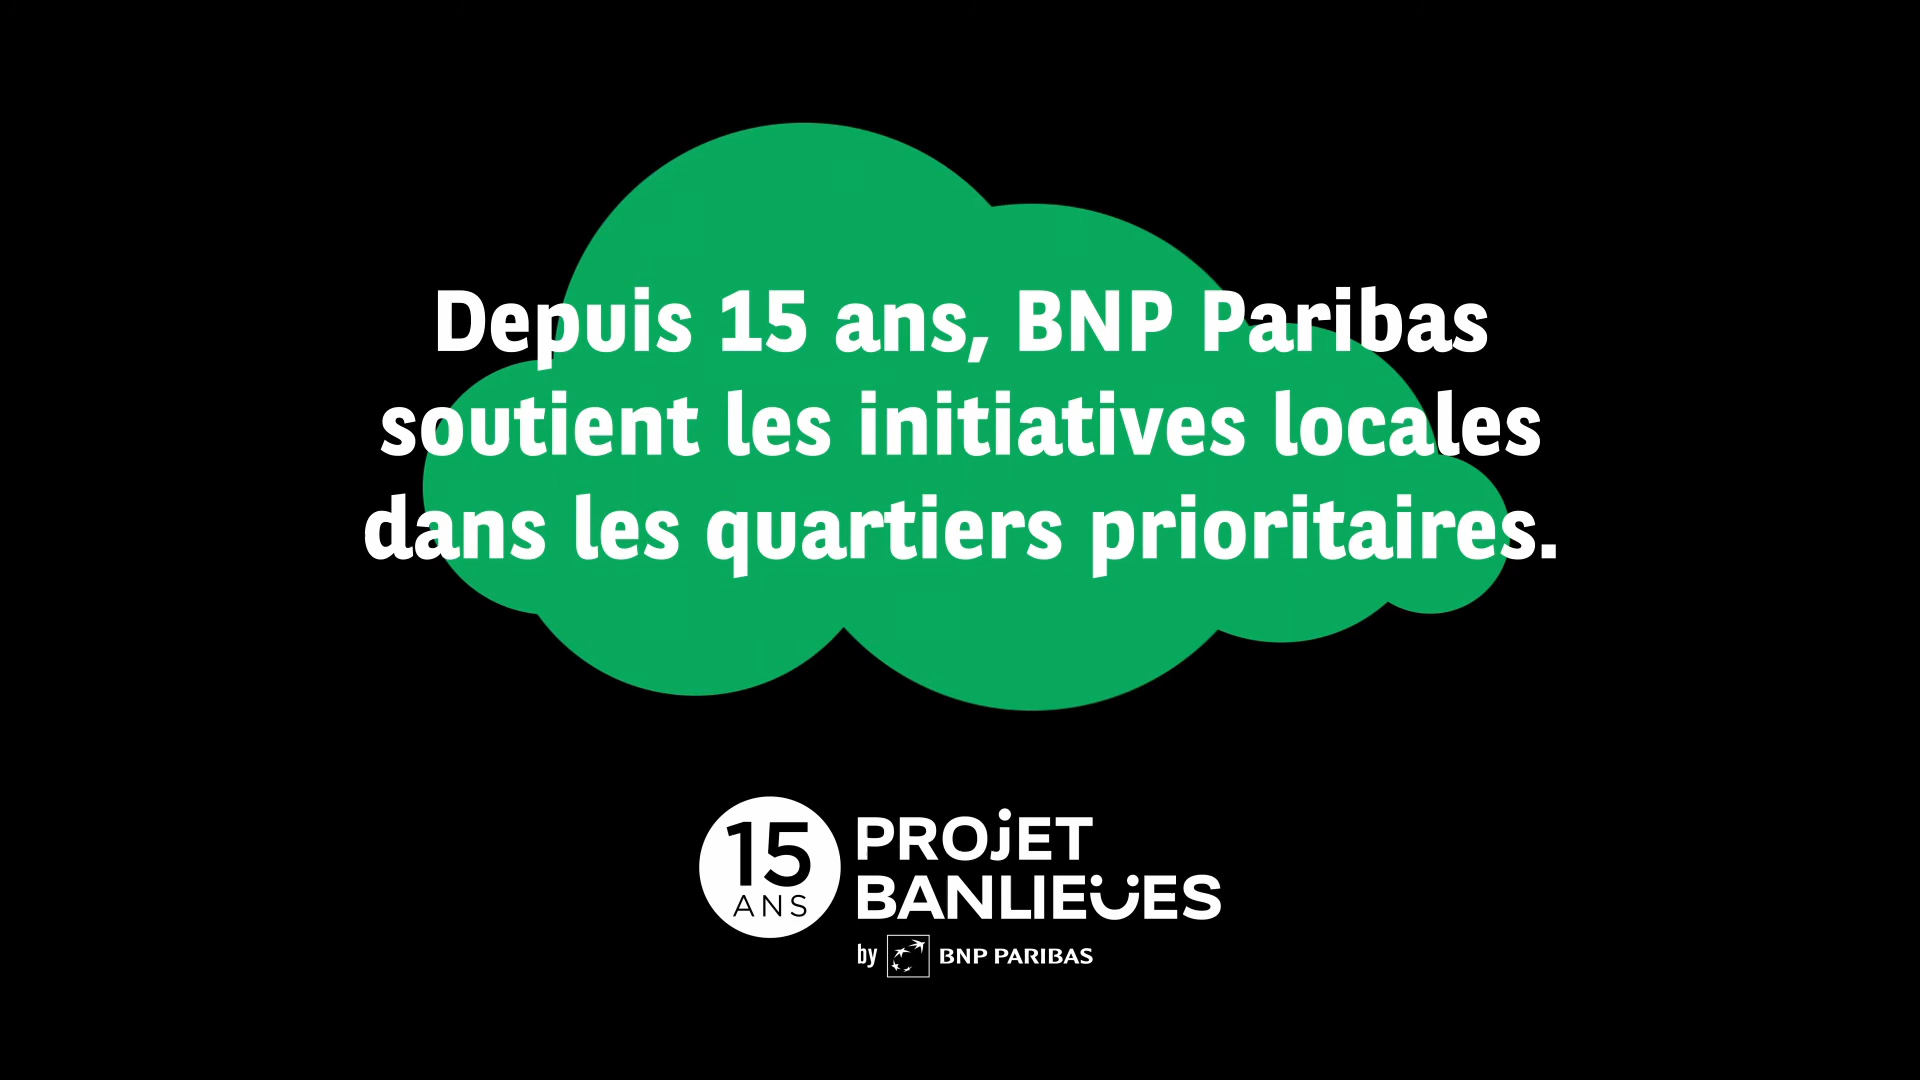 Depuis 15 ans, BNP Paribas
soutient les initiatives locales
dans les quartiers prioritaires.
15
ANS
PROjET
BANLIEUES
by BNP PARIBAS